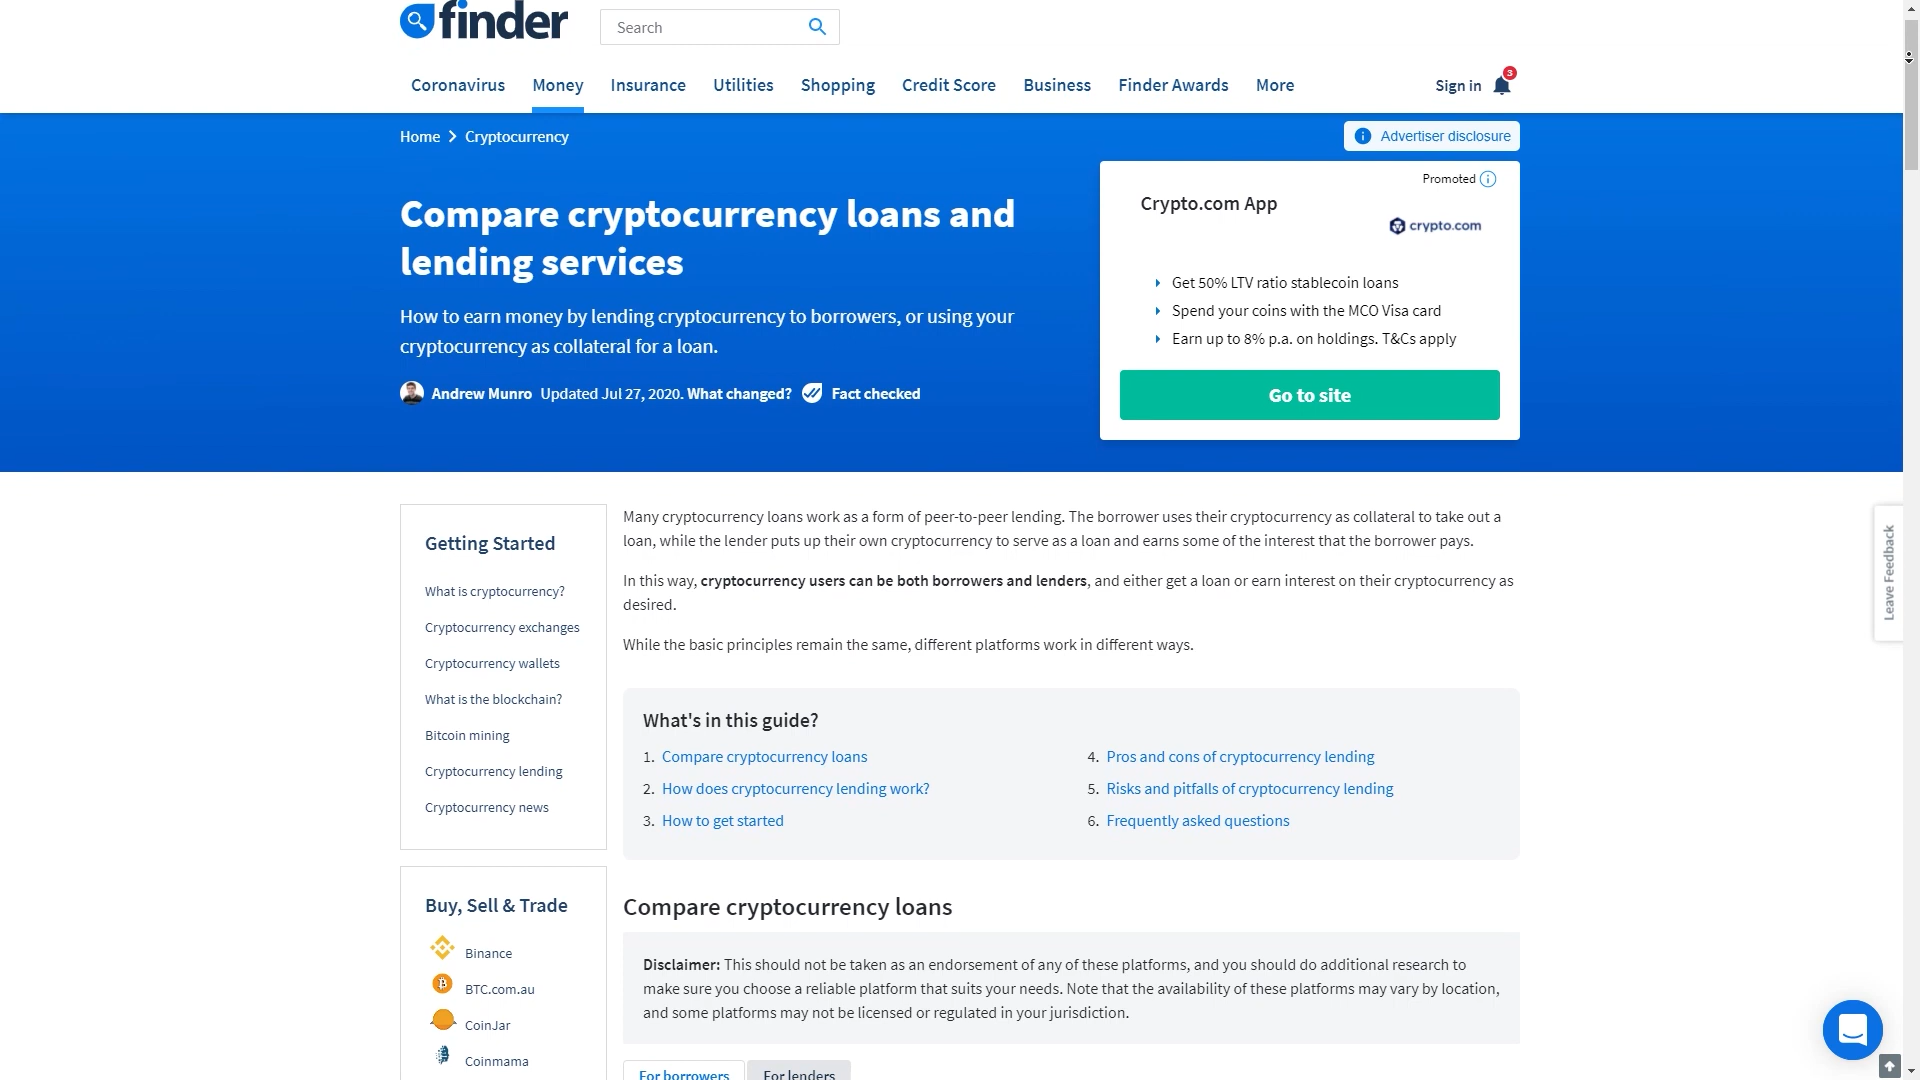 finder
Search
Coronavirus Money Insurance Utilities Shopping Credit Score Business Finder Awards More Sign in 3
Home Cryptocurrency
Advertiser disclosure
Compare cryptocurrency loans and
lending services
How to earn money by lending cryptocurrency to borrowers, or using your
cryptocurrency as collateral for a loan.
Andrew Munro Updated Jul 27, 2020. What changed? Fact checked
Promoted
Crypto.com App
crypto.com
Get 50% LTV ratio stablecoin loans
Spend your coins with the MCO Visa card
Earn up to 8% p.a. on holdings. T&Cs apply
Go to site
Getting Started
What is cryptocurrency?
Cryptocurrency exchanges
Cryptocurrency wallets
What is the blockchain?
Bitcoin mining
Cryptocurrency lending
Cryptocurrency news
Buy, Sell & Trade
Binance
BTC.com.au
CoinJar
Coinmama
Many cryptocurrency loans work as a form of peer-to-peer lending. The borrower uses their cryptocurrency as collateral to take out a
loan, while the lender puts up their own cryptocurrency to serve as a loan and earns some of the interest that the borrower pays.
In this way, cryptocurrency users can be both borrowers and lenders, and either get a loan or earn interest on their cryptocurrency as
desired.
While the basic principles remain the same, different platforms work in different ways.
What's in this guide?
1. Compare cryptocurrency loans
2. How does cryptocurrency lending work?
3. How to get started
4. Pros and cons of cryptocurrency lending
5. Risks and pitfalls of cryptocurrency lending
6. Frequently asked questions
Compare cryptocurrency loans
Disclaimer: This should not be taken as an endorsement of any of these platforms, and you should do additional research to
make sure you choose a reliable platform that suits your needs. Note that the availability of these platforms may vary by location,
and some platforms may not be licensed or regulated in your jurisdiction.
For borrowers For lenders
Leave Feedback